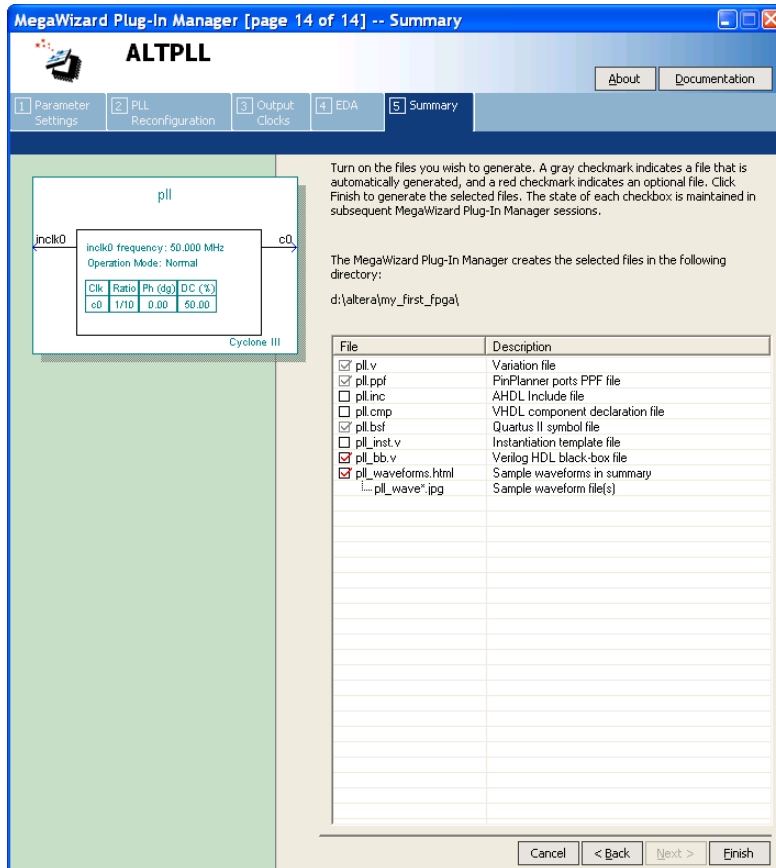 MegaWizard Plug-In Manager [page 14 of 14] -- Summary
ALTPLL
About Documentation
1 Parameter Settings
2 PLL Reconfiguration
3 Output Clocks
4 EDA
5 Summary
pll
inclk0
c0
inclk0 frequency: 50.000 MHz
Operation Mode: Normal
Clk Ratio Ph (dg) DC (%)
c0 1/10 0.00 50.00
Cyclone III
Turn on the files you wish to generate. A gray checkmark indicates a file that is
automatically generated, and a red checkmark indicates an optional file. Click
Finish to generate the selected files. The state of each checkbox is maintained in
subsequent MegaWizard Plug-In Manager sessions.
The MegaWizard Plug-In Manager creates the selected files in the following
directory:
d:\altera\my_first_fpga\
File Description
pll.v Variation file
pll.ppf PinPlanner ports PPF file
pll.inc AHDL Include file
pll.cmp VHDL component declaration file
pll.bsf Quartus II symbol file
pll_inst.v Instantiation template file
pll_bb.v Verilog HDL black-box file
pll_waveforms.html Sample waveforms in summary
pll_wave*.jpg Sample waveform file(s)
Cancel < Back Next > Finish